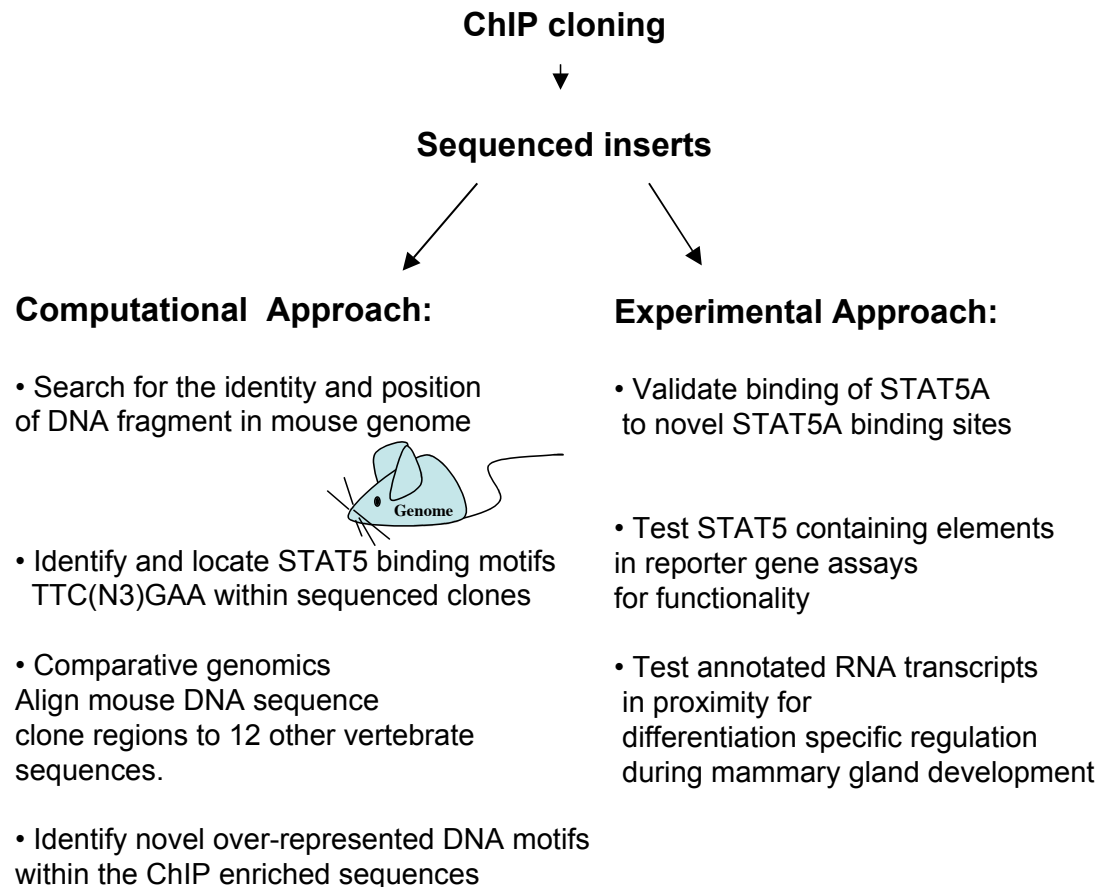 ChIP cloning
Sequenced inserts
Computational Approach:
• Search for the identity and position
of DNA fragment in mouse genome
Genome
• Identify and locate STAT5 binding motifs
TTC(N3)GAA within sequenced clones
• Comparative genomics
Align mouse DNA sequence
clone regions to 12 other vertebrate
sequences.
• Identify novel over-represented DNA motifs
within the ChIP enriched sequences
Experimental Approach:
• Validate binding of STAT5A
to novel STAT5A binding sites
• Test STAT5 containing elements
in reporter gene assays
for functionality
• Test annotated RNA transcripts
in proximity for
differentiation specific regulation
during mammary gland development